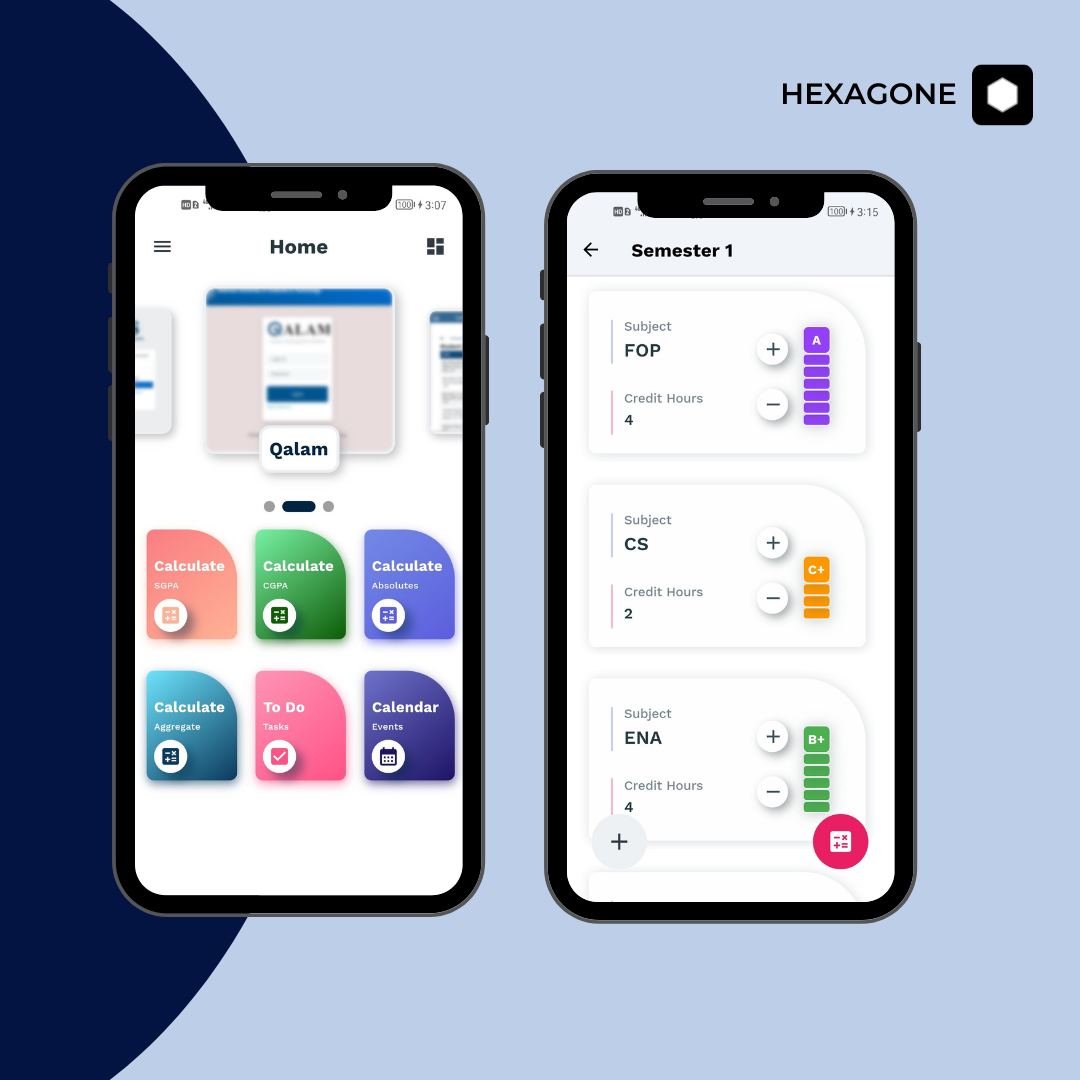 HEXAGONE
3:07
Home
QALAM
Qalam
Calculate
SGPA
Calculate
CGPA
Calculate
Absolutes
Calculate
Aggregate
To Do
Tasks
Calendar
Events
100
3:15
Semester 1
Subject
FOP
Credit Hours
4
A
Subject
CS
Credit Hours
2
C+
Subject
ENA
Credit Hours
4
B+